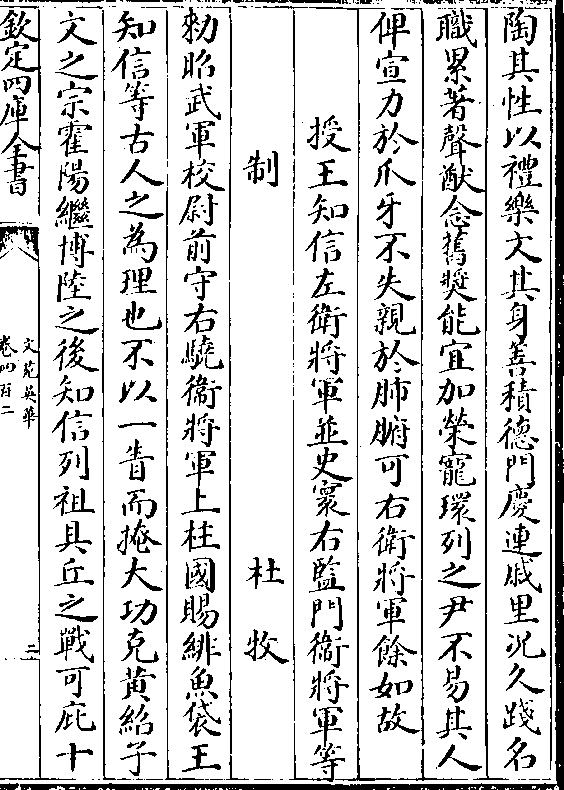 陶其性以禮樂文其身善積德門慶連戚里況久踐名
職累著聲猷念舊奬能宜加榮寵環列之尹不易其人
俾宣力於爪牙不失親於肺腑可右衛將軍餘如故
授王知信左衛將軍並史寰右監門衛將軍等
制　杜牧
勑昭武軍校尉前守右驍衞將軍上柱國賜緋魚袋王
知信等古人之為理也不以一眚而掩大功克黄紹子
文之宗霍陽繼博陸之後知信列祖具丘之戰可庇十
欽定四庫全書
文苑英華
卷四百二
二